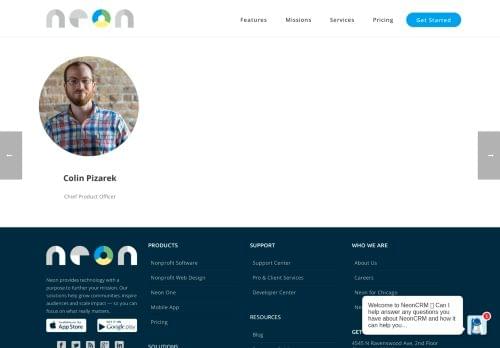 neon
Features
Missions
Services
Pricing
Get Started
←
→
Colin Pizarek
Chief Product Officer
neon
Neon provides technology with a
purpose to further your mission. Our
solutions help grow communities, inspire
audiences and scale impact — so you
can focus on what really matters.
App Store
Google play
PRODUCTS
Nonprofit Software
Nonprofit Web Design
Neon One
Mobile App
Pricing
SOLUTIONS
SUPPORT
Support Center
Pro & Client Services
Developer Center
RESOURCES
Blog
WHO WE ARE
About Us
Careers
Neon for Chicago
4545 N Ravenswood Ave, 2nd Floor
Welcome to NeonCRM Can I
help answer any questions you
have about NeonCRM and how it
can help you...
1